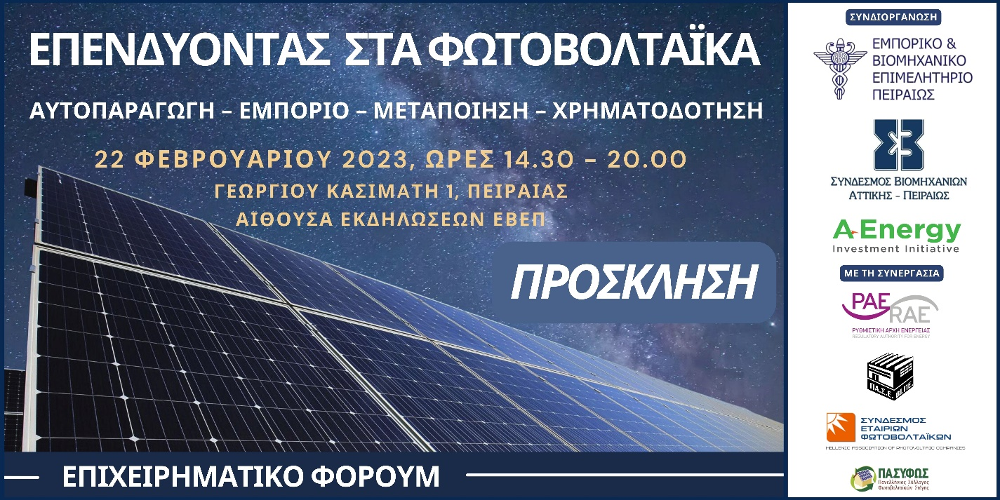 ΕΠΕΝΔΥΟΝΤΑΣ ΣΤΑ ΦΩΤΟΒΟΛΤΑΪΚΑ
ΑΥΤΟΠΑΡΑΓΩΓΗ – ΕΜΠΟΡΙΟ – ΜΕΤΑΠΟΙΗΣΗ – ΧΡΗΜΑΤΟΔΟΤΗΣΗ
22 ΦΕΒΡΟΥΑΡΙΟΥ 2023, ΩΡΕΣ 14.30 – 20.00
ΓΕΩΡΓΙΟΥ ΚΑΣΙΜΑΤΗ 1, ΠΕΙΡΑΙΑΣ
ΑΙΘΟΥΣΑ ΕΚΔΗΛΩΣΕΩΝ ΕΒΕΠ
ΠΡΟΣΚΛΗΣΗ
ΕΠΙΧΕΙΡΗΜΑΤΙΚΟ ΦΟΡΟΥΜ
ΣΥΝΔΙΟΡΓΑΝΩΣΗ
ΕΜΠΟΡΙΚΟ &
ΒΙΟΜΗΧΑΝΙΚΟ
ΕΠΙΜΕΛΗΤΗΡΙΟ
ΠΕΙΡΑΙΩΣ
ΣΥΝΔΕΣΜΟΣ ΒΙΟΜΗΧΑΝΙΩΝ
ΑΤΤΙΚΗΣ – ΠΕΙΡΑΙΩΣ
A-Energy
Investment Initiative
ΜΕ ΤΗ ΣΥΝΕΡΓΑΣΙΑ
ΡΑΕ
RAE
ΡΥΘΜΙΣΤΙΚΗ ΑΡΧΗ ΕΝΕΡΓΕΙΑΣ
REGULATORY AUTHORITY FOR ENERGY
ΠΑ.Σ.Ε. ΒΙ.ΠΕ.
ΣΥΝΔΕΣΜΟΣ
ΕΤΑΙΡΙΩΝ
ΦΩΤΟΒΟΛΤΑΪΚΩΝ
HELLENIC ASSOCIATION OF PHOTOVOLTAIC COMPANIES
ΠΑΣΥΦΩΣ
Πανελλήνιος Σύλλογος
Φωτοβολταϊκών Στέγης